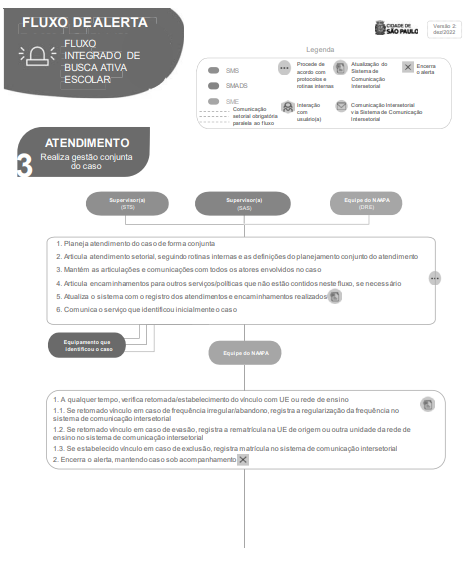 FLUXO DE ALERTA
FLUXO
INTEGRADO DE
BUSCA ATIVA
ESCOLAR
CIDADE DE
SÃO PAULO
Versão 2:
dez/2022
Legenda
SMS
SMADS
SME
Comunicação
setorial obrigatória
paralela ao fluxo
Procede de
acordo com
protocolos e
rotinas internas
Interação
com
usuário(a)
Atualização do
Sistema de
Comunicação
Intersetorial
Comunicação Intersetorial
via Sistema de Comunicação
Intersetorial
Encerra
o alerta
3
ATENDIMENTO
Realiza gestão conjunta
do caso
Supervisor(a)
(STS)
Supervisor(a)
(SAS)
Equipe do NAAPA
(DRE)
1. Planeja atendimento do caso de forma conjunta
2. Articula atendimento setorial, seguindo rotinas internas e as definições do planejamento conjunto do atendimento
3. Mantém as articulações e comunicações com todos os atores envolvidos no caso
4. Articula encaminhamentos para outros serviços/políticas que não estão contidos neste fluxo, se necessário
5. Atualiza o sistema com o registro dos atendimentos e encaminhamentos realizados
6. Comunica o serviço que identificou inicialmente o caso
Equipamento que
identificou o caso
Equipe do NAAPA
1. A qualquer tempo, verifica retomada/estabelecimento do vínculo com UE ou rede de ensino
1.1. Se retomado vínculo em caso de frequência irregular/abandono, registra a regularização da frequência no
sistema de comunicação intersetorial
1.2. Se retomado vínculo em caso de evasão, registra a rematrícula na UE de origem ou outra unidade da rede de
ensino no sistema de comunicação intersetorial
1.3. Se estabelecido vínculo em caso de exclusão, registra matrícula no sistema de comunicação intersetorial
2. Encerra o alerta, mantendo caso sob acompanhamento